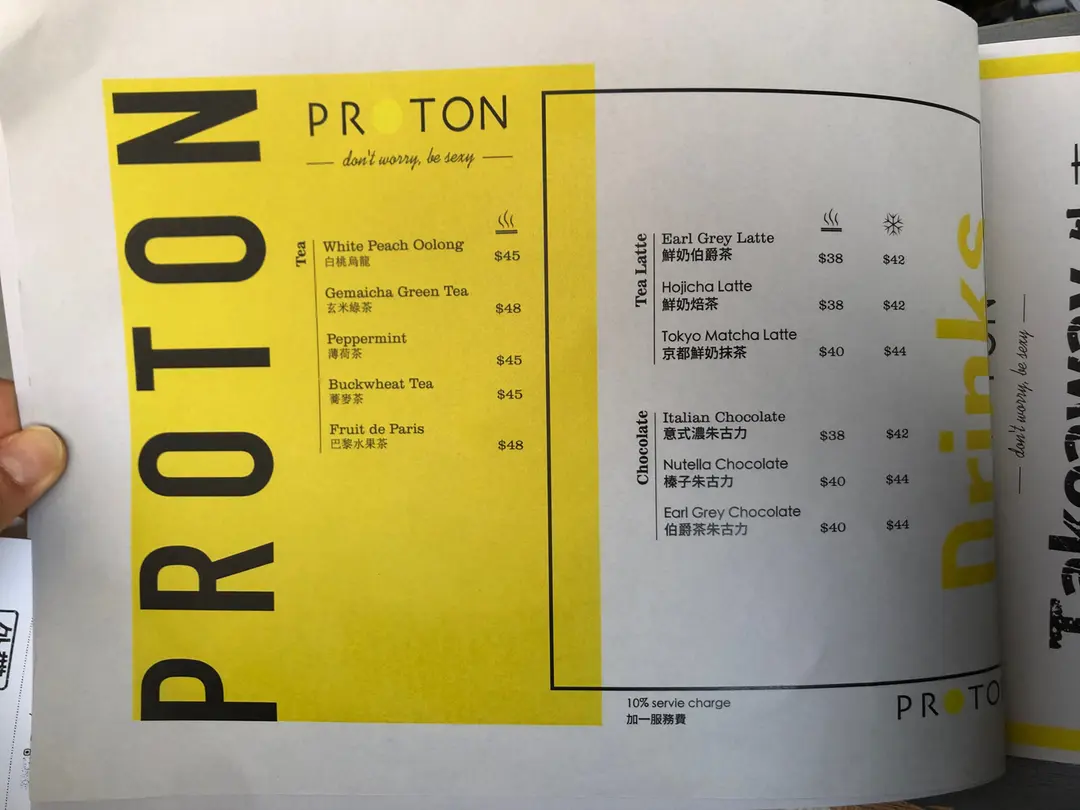 PROTON
PROTON
don't worry, be sexy
Tea
White Peach Oolong
白桃烏龍
$45
Gemaicha Green Tea
玄米綠茶
$48
Peppermint
薄荷茶
$45
Buckwheat Tea
蕎麥茶
$45
Fruit de Paris
巴黎水果茶
$48
Tea Latte
Earl Grey Latte
鮮奶伯爵茶
$38 $42
Hojicha Latte
鮮奶焙茶
$38 $42
Tokyo Matcha Latte
京都鮮奶抹茶
$40 $44
Chocolate
Italian Chocolate
意式濃朱古力
$38 $42
Nutella Chocolate
榛子朱古力
$40 $44
Earl Grey Chocolate
伯爵茶朱古力
$40 $44
Drinks
10% servie charge
加一服務費
PROTO
don't worry, be sexy
Takeaway
外帶